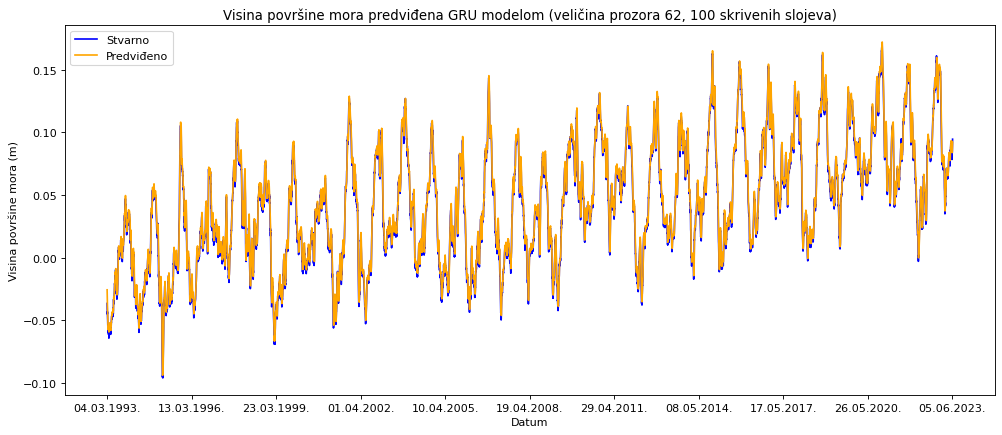 Visina površine mora predviđena GRU modelom (veličina prozora 62, 100 skrivenih slojeva)
Stvarno
Predviđeno
Visina površine mora (m)
0.15
0.10
0.05
0.00
−0.05
−0.10
04.03.1993. 13.03.1996. 23.03.1999. 01.04.2002. 10.04.2005. 19.04.2008. 29.04.2011. 08.05.2014. 17.05.2017. 26.05.2020. 05.06.2023.
Datum